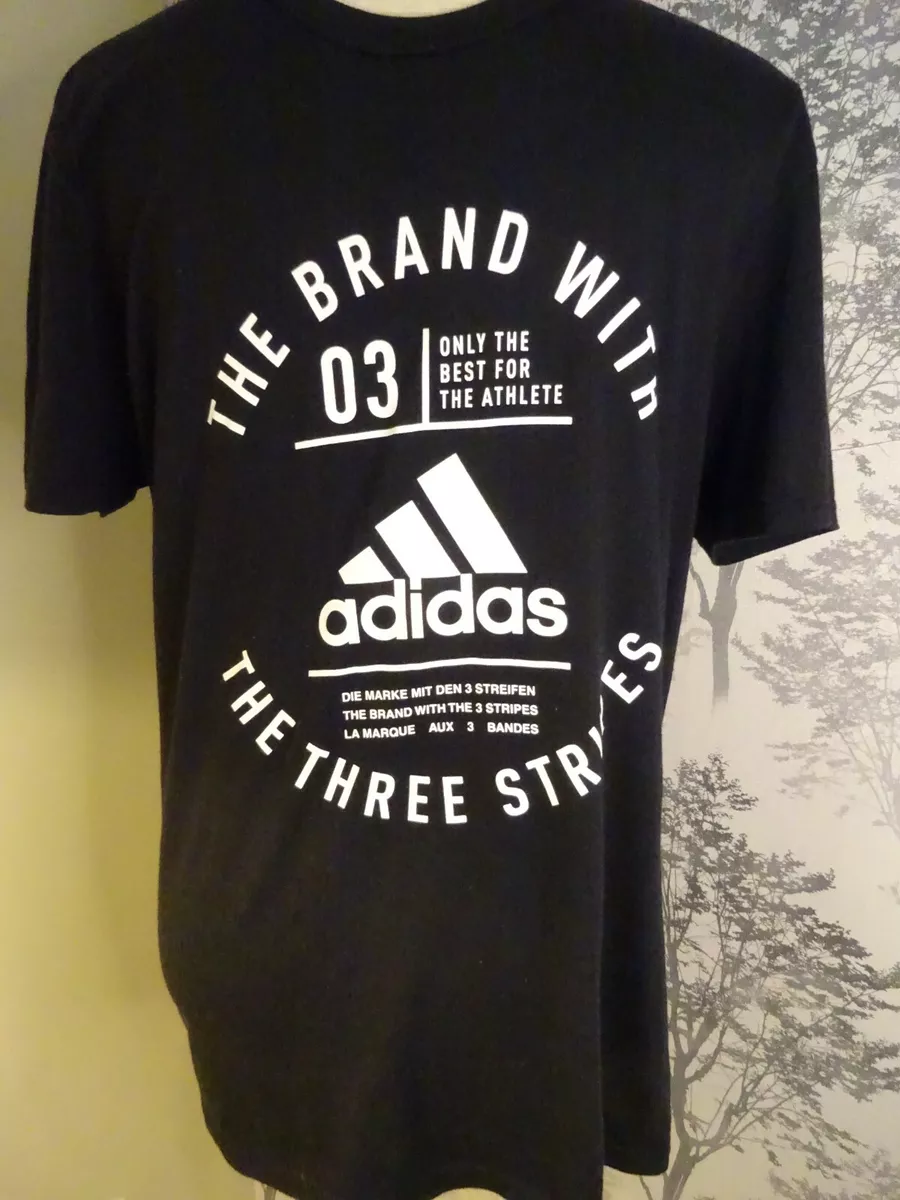 THE BRAND WITH
03
ONLY THE
BEST FOR
THE ATHLETE
adidas
DIE MARKE MIT DEN 3 STREIFEN
THE BRAND WITH THE 3 STRIPES
LA MARQUE AUX 3 BANDES
THE THREE STRIPES